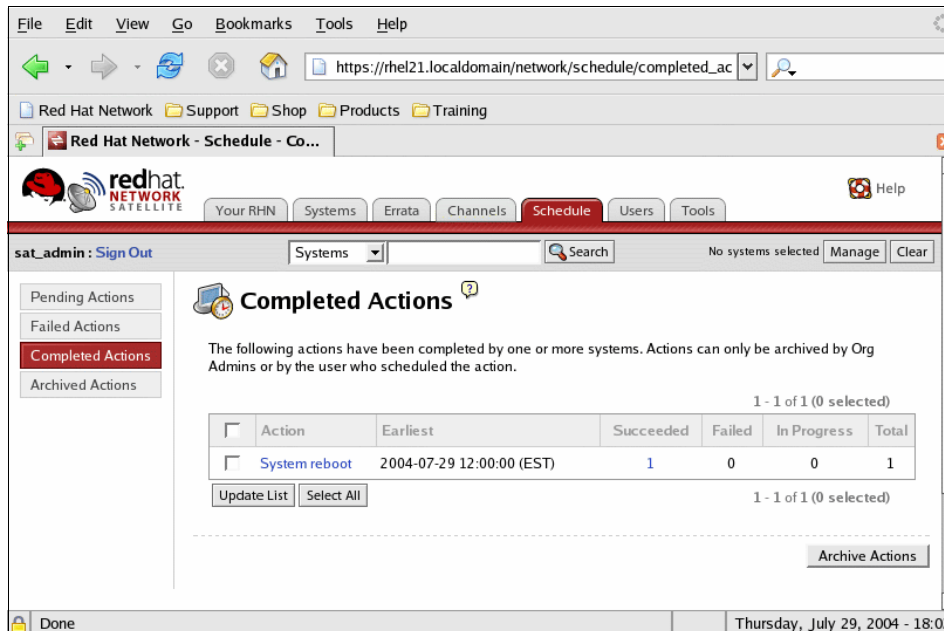 File Edit View Go Bookmarks Tools Help
https://rhel21.localdomain/network/schedule/completed_ac
Red Hat Network Support Shop Products Training
Red Hat Network - Schedule - Co...
redhat.
NETWORK
SATELLITE
Help
Your RHN Systems Errata Channels Schedule Users Tools
sat_admin : Sign Out Systems Search No systems selected Manage Clear
Pending Actions
Failed Actions
Completed Actions
Archived Actions
Completed Actions ?
The following actions have been completed by one or more systems. Actions can only be archived by Org
Admins or by the user who scheduled the action.
1 - 1 of 1 (0 selected)
Action Earliest Succeeded Failed In Progress Total
System reboot 2004-07-29 12:00:00 (EST) 1 0 0 1
Update List Select All 1 - 1 of 1 (0 selected)
Archive Actions
Done Thursday, July 29, 2004 - 18:0